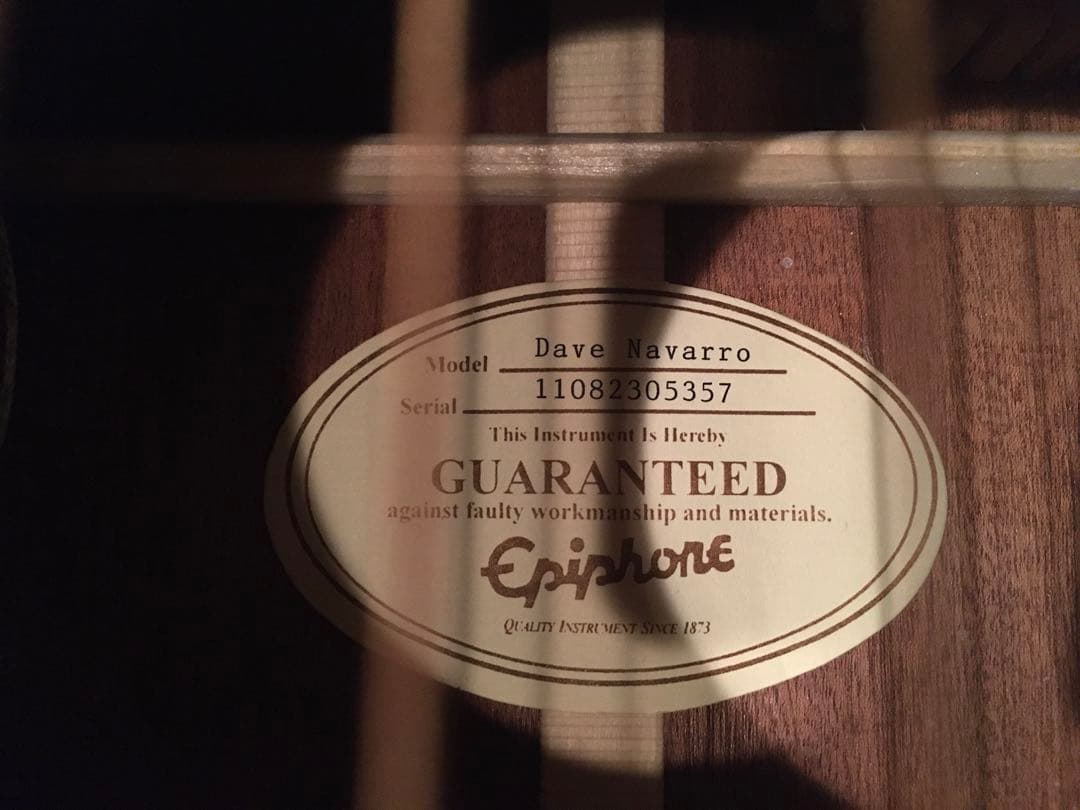 Model Dave Navarro
Serial 11082305357
This Instrument Is Hereby
GUARANTEED
against faulty workmanship and materials.
Epiphone
QUALITY INSTRUMENT SINCE 1873